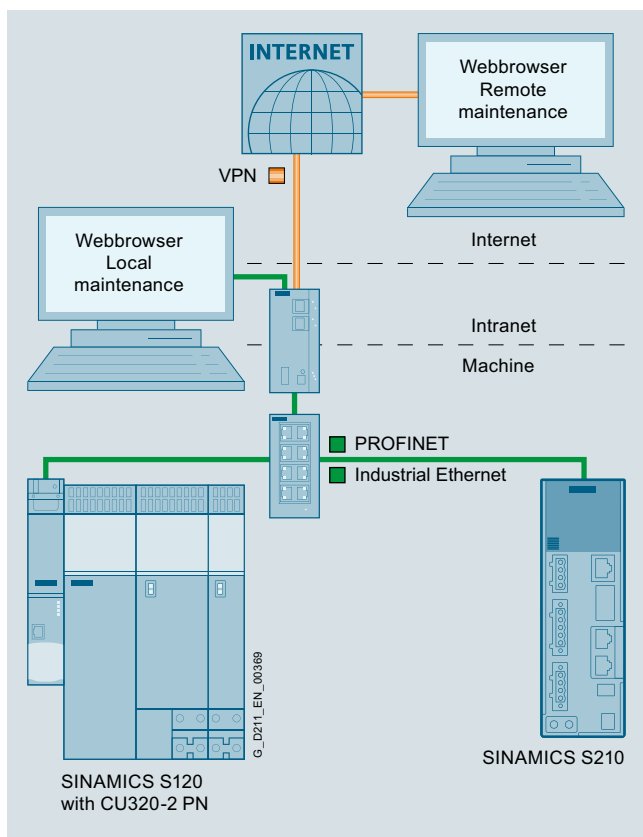 INTERNET
Webbrowser
Remote
maintenance
VPN
Webbrowser
Local
maintenance
Internet
Intranet
Machine
PROFINET
Industrial Ethernet
G_D211_EN_00369
SINAMICS S210
SINAMICS S120
with CU320-2 PN